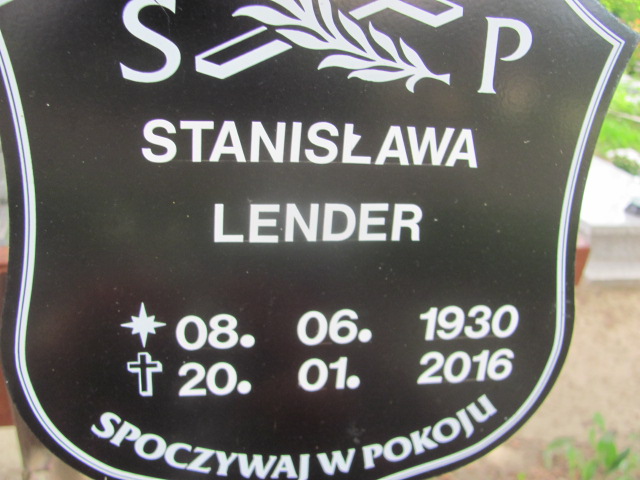 S P
STANISŁAWA
LENDER
08. 06. 1930
20. 01. 2016
SPOCZYWAJ W POKOJU